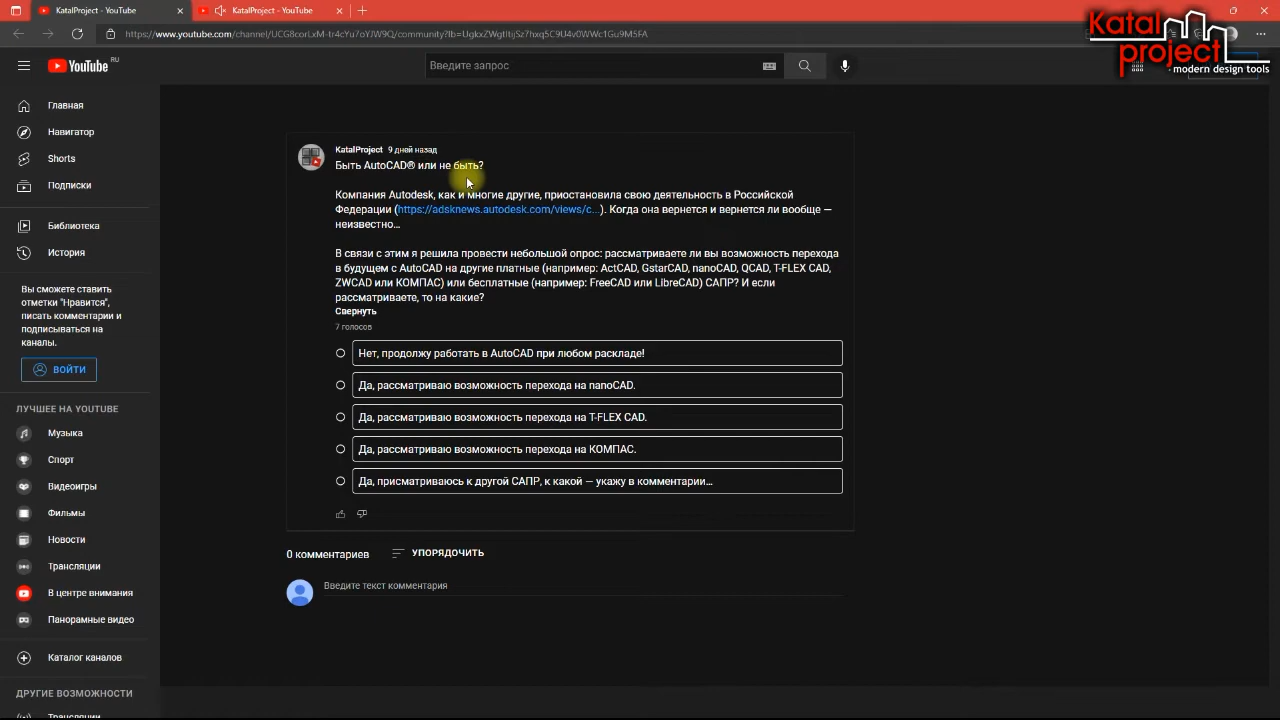 KatalProject - YouTube
KatalProject - YouTube
https://www.youtube.com/channel/UCG8corLxM-tr4cYu7oYJW9Q/community?lb=UgkxZWgtItjSz7hxq5C9U4v0WWc1Gu9M5FA
Katal
project
modern design tools
YouTube RU
Введите запрос
Главная
Навигатор
Shorts
Подписки
Библиотека
История
Вы сможете ставить
отметки "Нравится",
писать комментарии и
подписываться на
каналы.
ВОЙТИ
ЛУЧШЕЕ НА YOUTUBE
Музыка
Спорт
Видеоигры
Фильмы
Новости
Трансляции
В центре внимания
Панорамные видео
Каталог каналов
ДРУГИЕ ВОЗМОЖНОСТИ
Трансляции
KatalProject 9 дней назад
Быть AutoCAD® или не быть?
Компания Autodesk, как и многие другие, приостановила свою деятельность в Российской
Федерации (https://adsknews.autodesk.com/views/c...). Когда она вернется и вернется ли вообще —
неизвестно...
В связи с этим я решила провести небольшой опрос: рассматриваете ли вы возможность перехода
в будущем с AutoCAD на другие платные (например: ActCAD, GstarCAD, nanoCAD, QCAD, T-FLEX CAD,
ZWCAD или КОМПАС) или бесплатные (например: FreeCAD или LibreCAD) САПР? И если
рассматриваете, то на какие?
Свернуть
7 голосов
Нет, продолжу работать в AutoCAD при любом раскладе!
Да, рассматриваю возможность перехода на nanoCAD.
Да, рассматриваю возможность перехода на T-FLEX CAD.
Да, рассматриваю возможность перехода на КОМПАС.
Да, присматриваюсь к другой САПР, к какой — укажу в комментарии...
0 комментариев
УПОРЯДОЧИТЬ
Введите текст комментария